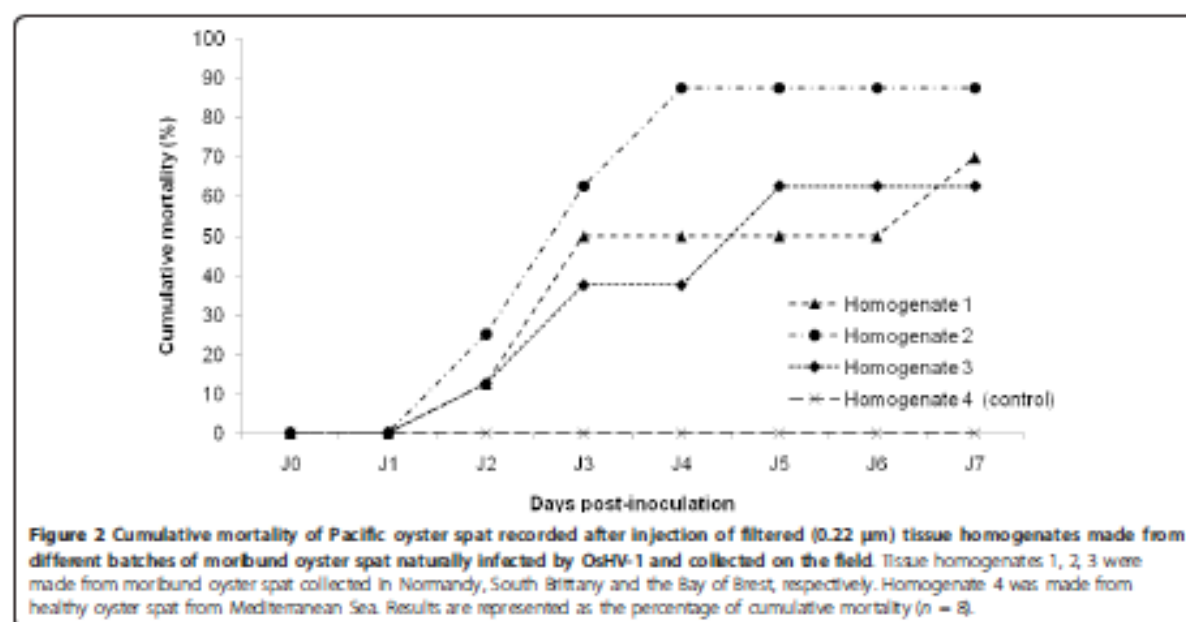 100
90
80
70
60
50
40
30
20
10
0
Cumulative mortality (%)
J0 J1 J2 J3 J4 J5 J6 J7
Days post-inoculation
Homogenate 1
Homogenate 2
Homogenate 3
Homogenate 4 (control)
Figure 2 Cumulative mortality of Pacific oyster spat recorded after injection of filtered (0.22 μm) tissue homogenates made from
different batches of moribund oyster spat naturally infected by OsHV-1 and collected on the field. Tissue homogenates 1, 2, 3 were
made from moribund oyster spat collected in Normandy, South Brittany and the Bay of Brest, respectively. Homogenate 4 was made from
healthy oyster spat from Mediterranean Sea. Results are represented as the percentage of cumulative mortality (n = 8).